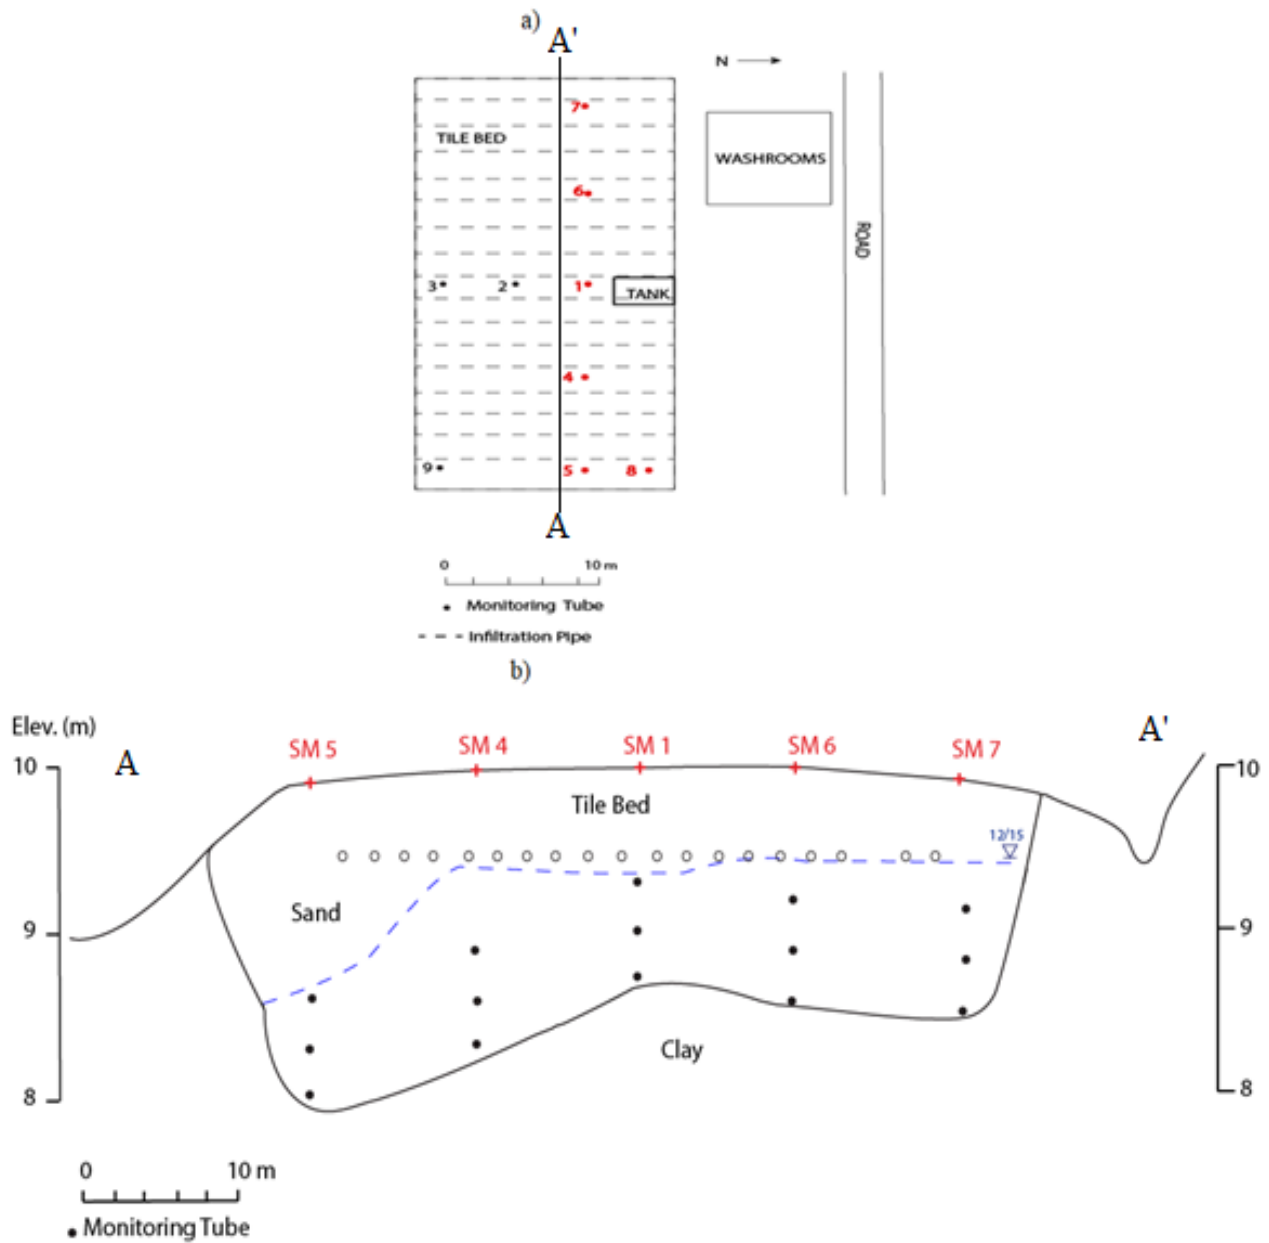 a)
A'
N
7
TILE BED
WASHROOMS
6
ROAD
3 2 1 TANK
4
9 5 8
A
0 10 m
Monitoring Tube
Infiltration Pipe
b)
Elev. (m)
A SM 5 SM 4 SM 1 SM 6 SM 7 A'
10 10
Tile Bed
12/15
Sand
9 9
Clay
8 8
0 10 m
Monitoring Tube